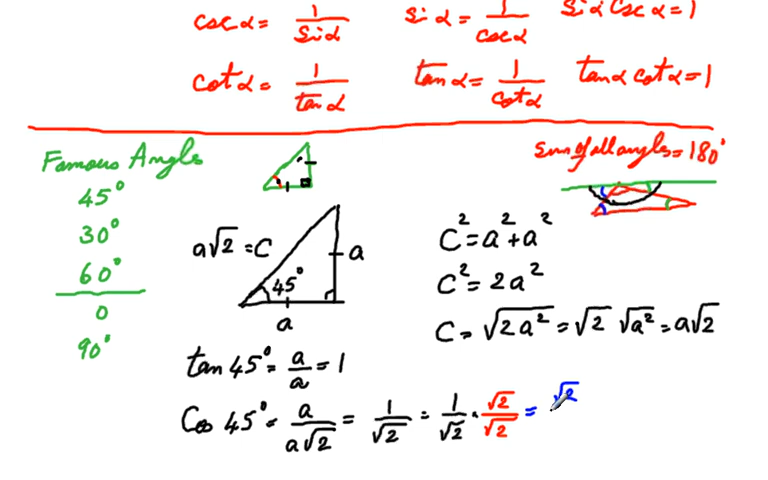 csc α = 1/Sin α   sin α = 1/csc α   Sin α Csc α = 1
cot α = 1/tan α   tan α = 1/Cot α   tan α cot α = 1
Famous Angles
45°
30°
60°
0
90°
Sum of all angles = 180°
a√2 = C
45°
a
a
C² = a² + a²
C² = 2a²
C = √2a² = √2 √a² = a√2
tan 45° = a/a = 1
Cos 45° = a/a√2 = 1/√2 = 1/√2 · √2/√2 = √2